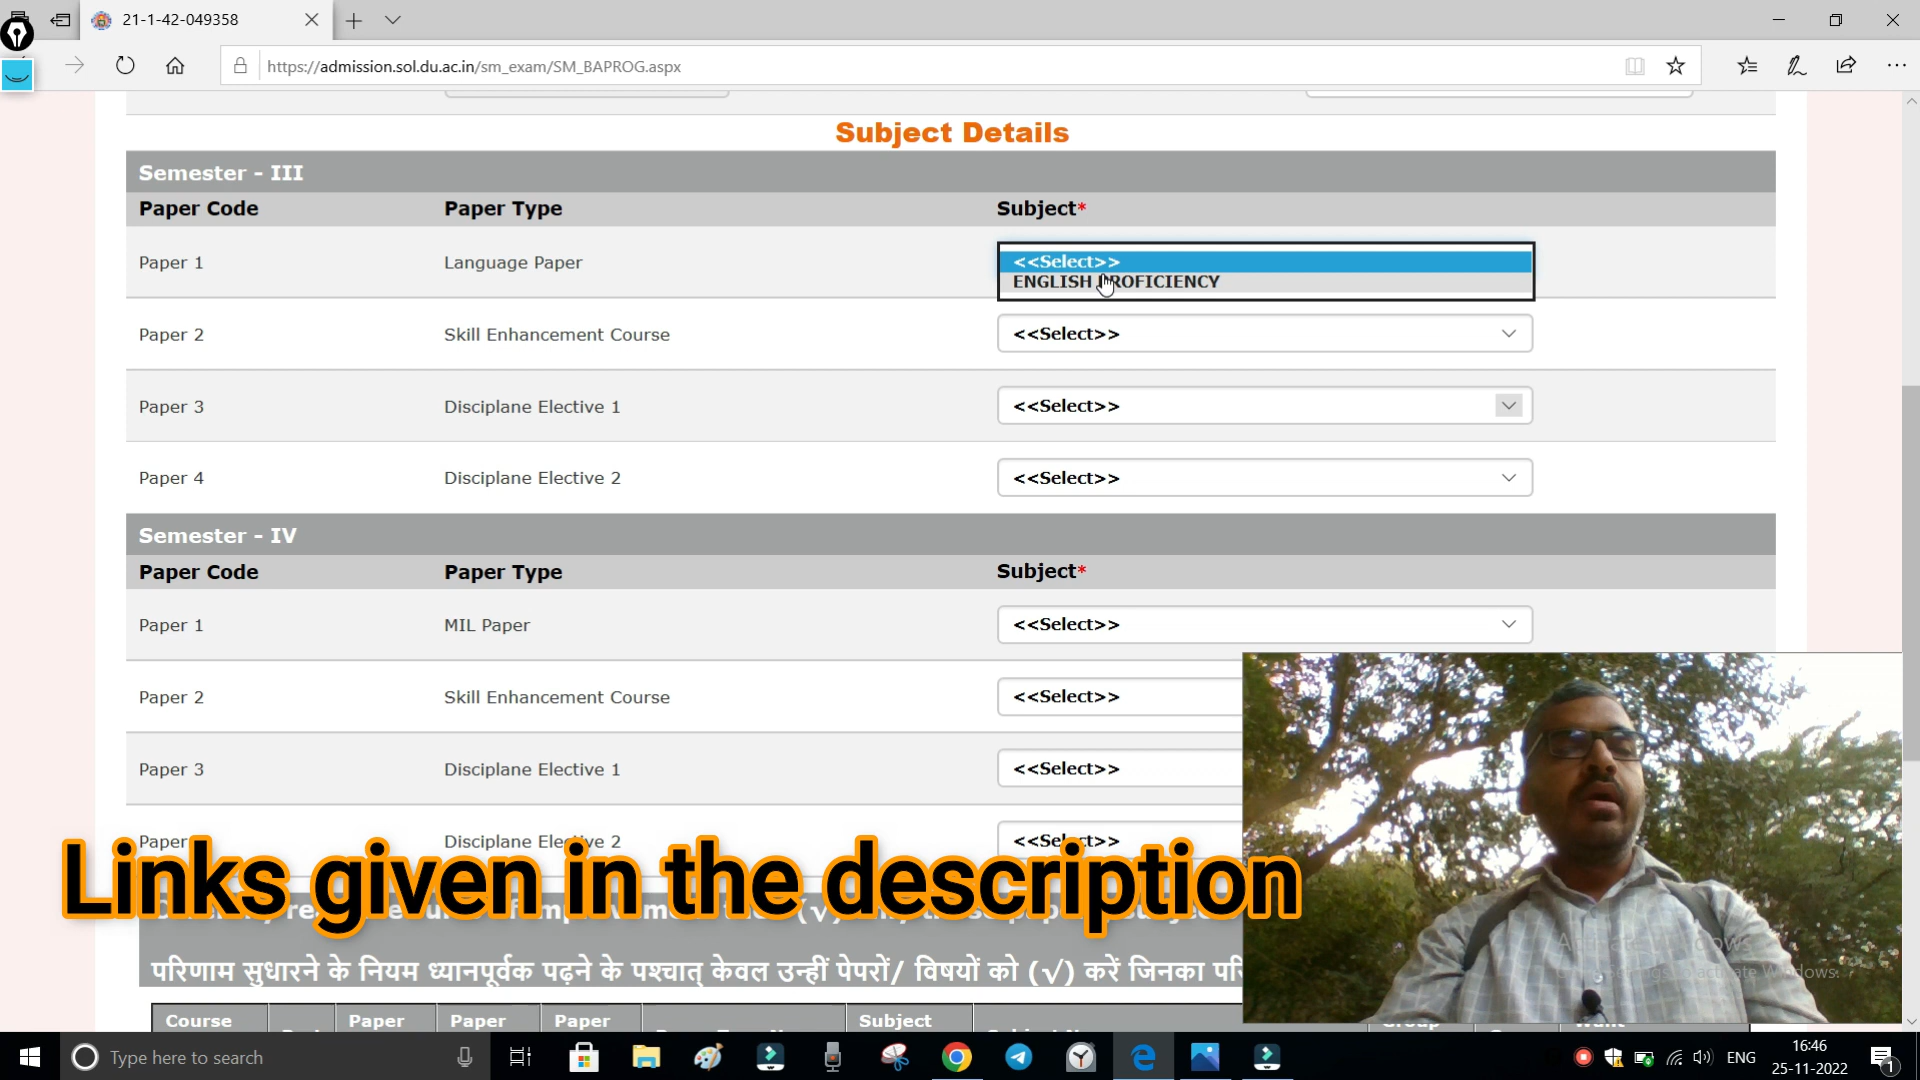 21-1-42-049358
https://admission.sol.du.ac.in/sm_exam/SM_BAPROG.aspx
Subject Details
Semester - III
Paper Code Paper Type Subject*
Paper 1 Language Paper <<Select>>
ENGLISH PROFICIENCY
Paper 2 Skill Enhancement Course <<Select>>
Paper 3 Disciplane Elective 1 <<Select>>
Paper 4 Disciplane Elective 2 <<Select>>
Semester - IV
Paper Code Paper Type Subject*
Paper 1 MIL Paper <<Select>>
Paper 2 Skill Enhancement Course <<Select>>
Paper 3 Disciplane Elective 1 <<Select>>
Paper Disciplane Elective 2 <<Select>>
Links given in the description
परिणाम सुधारने के नियम ध्यानपूर्वक पढ़ने के पश्चात् केवल उन्हीं पेपरों/ विषयों को (√) करें जिनका परि
Course Paper Paper Paper Subject
Type here to search
ENG
16:46
25-11-2022
1